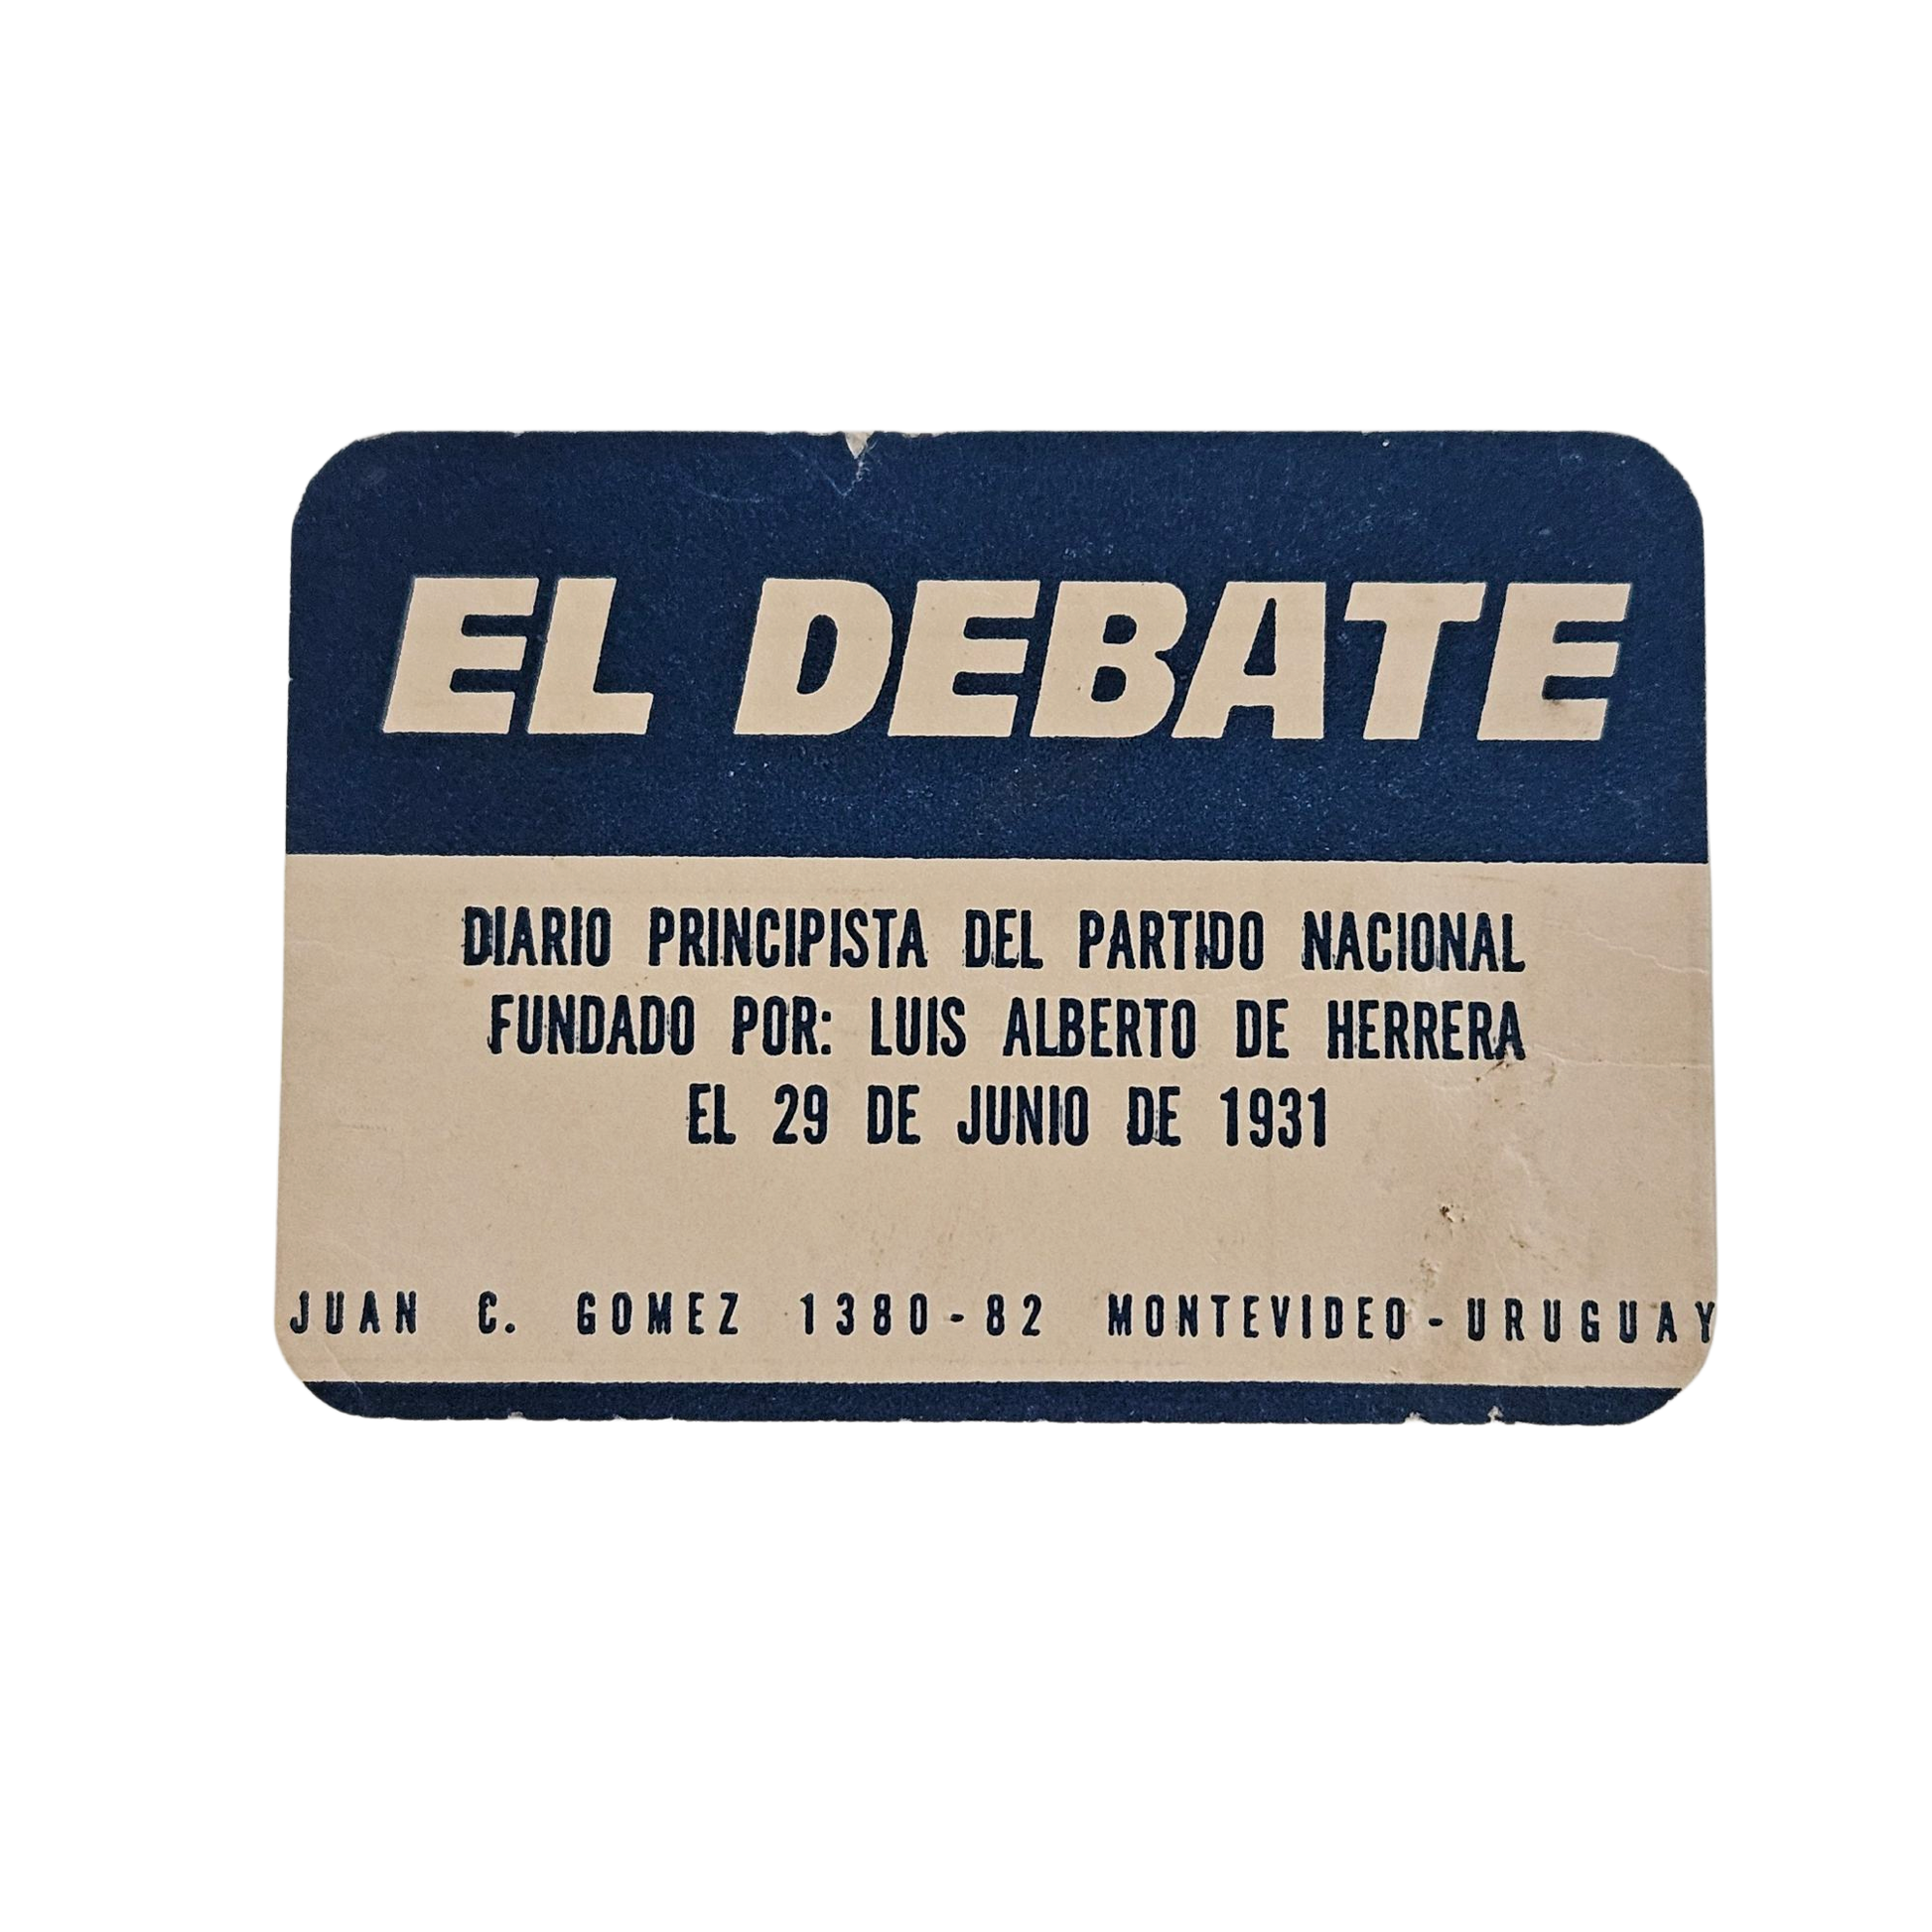 EL DEBATE
DIARIO PRINCIPISTA DEL PARTIDO NACIONAL
FUNDADO POR: LUIS ALBERTO DE HERRERA
EL 29 DE JUNIO DE 1931
JUAN C. GOMEZ 1380-82 MONTEVIDEO-URUGUAY